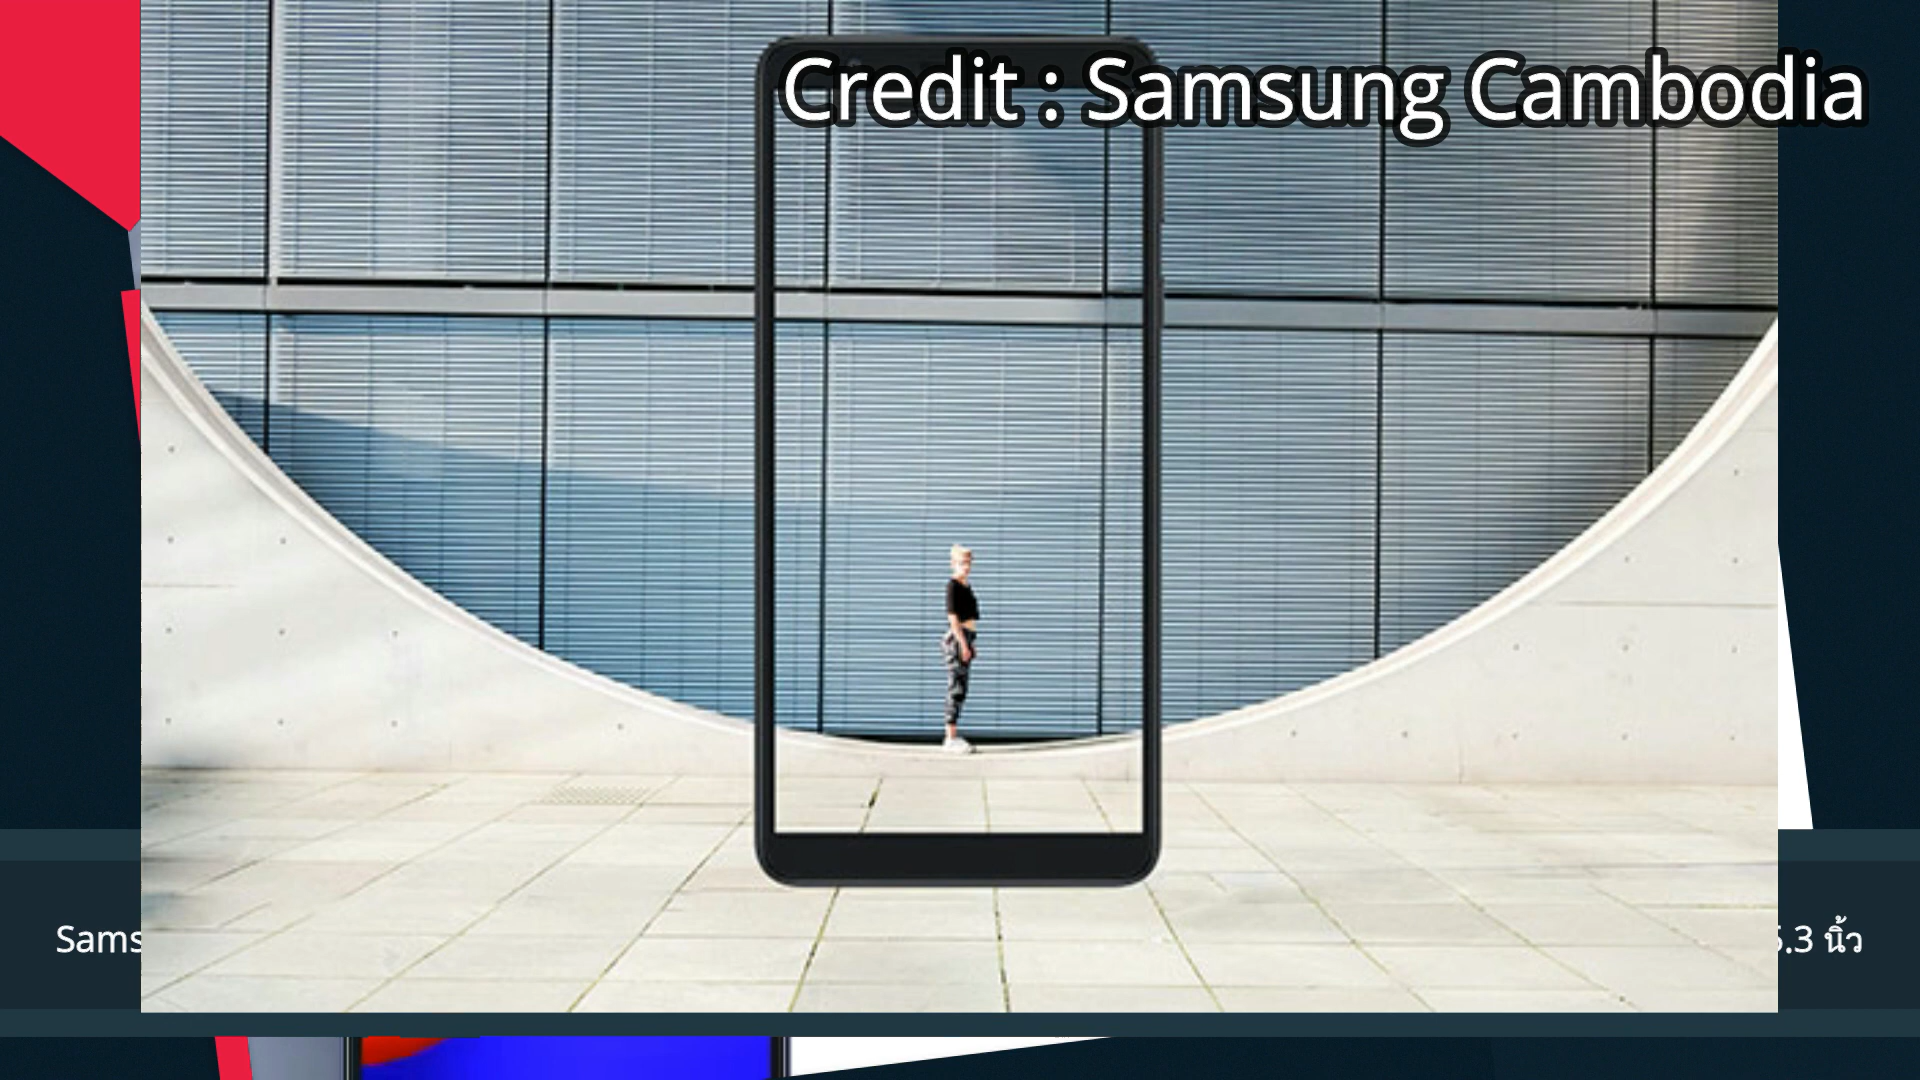 Credit : Samsung Cambodia
Sams
.3 นิ้ว